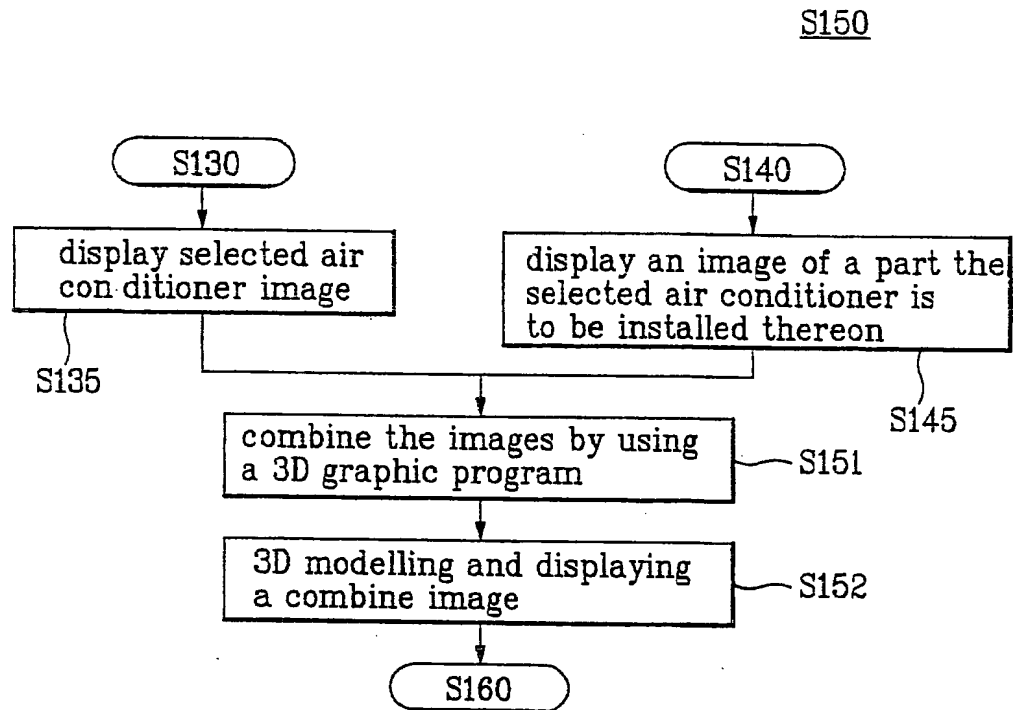 S150
S130
S140
display selected air
con ditioner image
display an image of a part the
selected air conditioner is
to be installed thereon
S135
S145
combine the images by using
a 3D graphic program
S151
3D modelling and displaying
a combine image
S152
S160